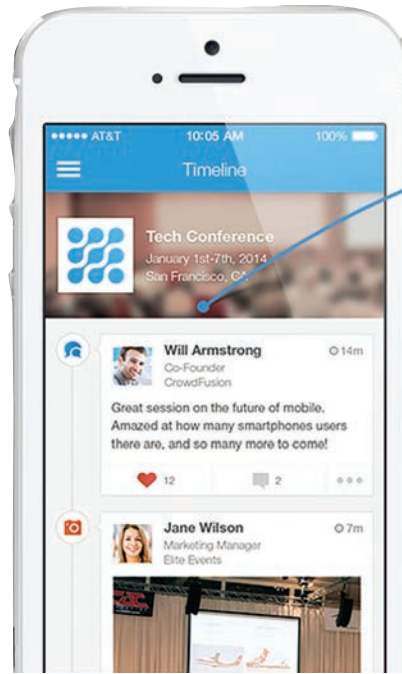 AT&T 10:05 AM 100%
Timeline
Tech Conference
January 1st-7th, 2014
San Francisco, CA
Will Armstrong 14m
Co-Founder
CrowdFusion
Great session on the future of mobile.
Amazed at how many smartphones users
there are, and so many more to come!
12 2
Jane Wilson 7m
Marketing Manager
Elite Events